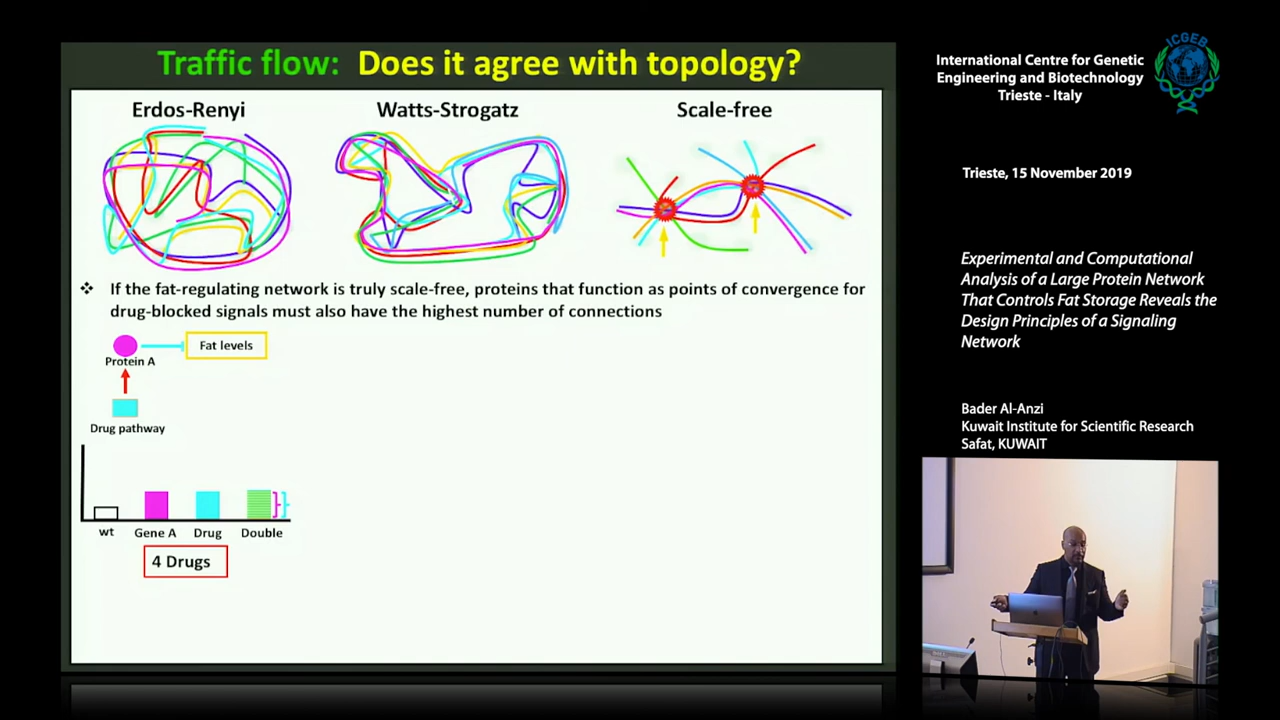 Traffic flow: Does it agree with topology?
Erdos-Renyi
Watts-Strogatz
Scale-free
❖ If the fat-regulating network is truly scale-free, proteins that function as points of convergence for
drug-blocked signals must also have the highest number of connections
Fat levels
Protein A
Drug pathway
wt
Gene A
Drug
Double
4 Drugs
International Centre for Genetic
Engineering and Biotechnology
Trieste - Italy
ICGEB
Trieste, 15 November 2019
Experimental and Computational
Analysis of a Large Protein Network
That Controls Fat Storage Reveals the
Design Principles of a Signaling
Network
Bader Al-Anzi
Kuwait Institute for Scientific Research
Safat, KUWAIT